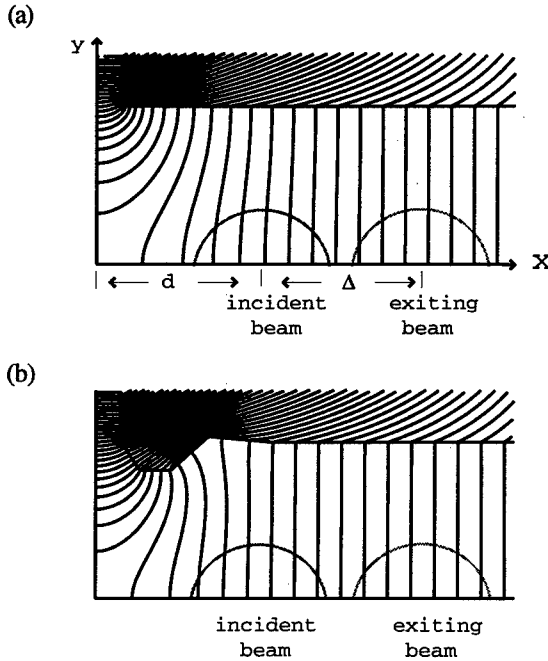 (a)
y
X
d
Δ
incident
beam
exiting
beam
(b)
incident
beam
exiting
beam